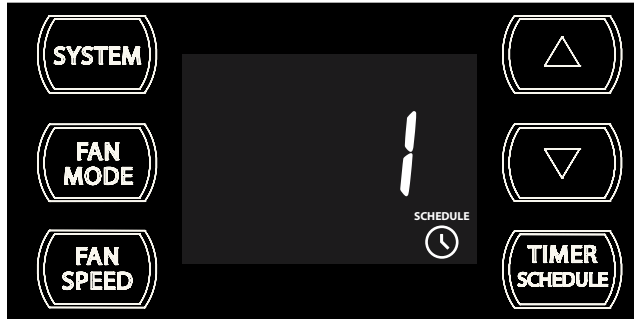 SYSTEM
FAN
MODE
FAN
SPEED
1
SCHEDULE
TIMER
SCHEDULE